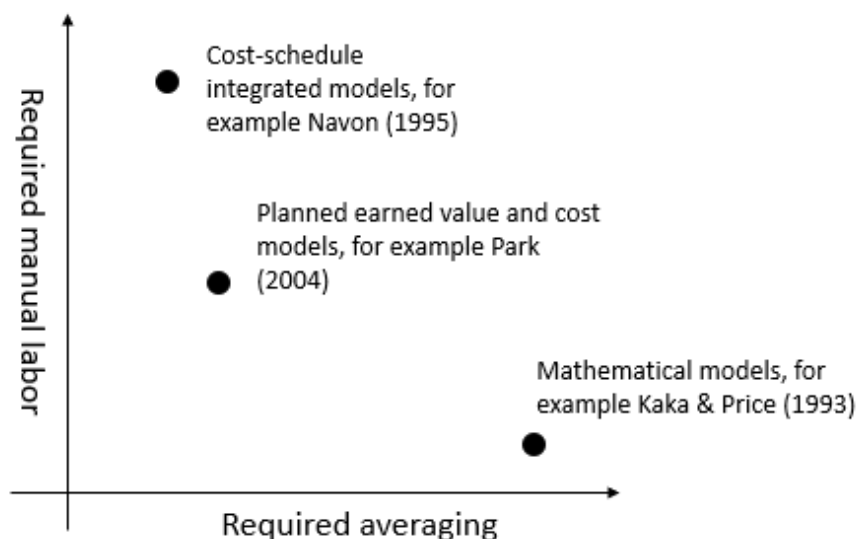 Cost-schedule
integrated models, for
example Navon (1995)
Required manual labor
Planned earned value and cost
models, for example Park
(2004)
Mathematical models, for
example Kaka & Price (1993)
Required averaging